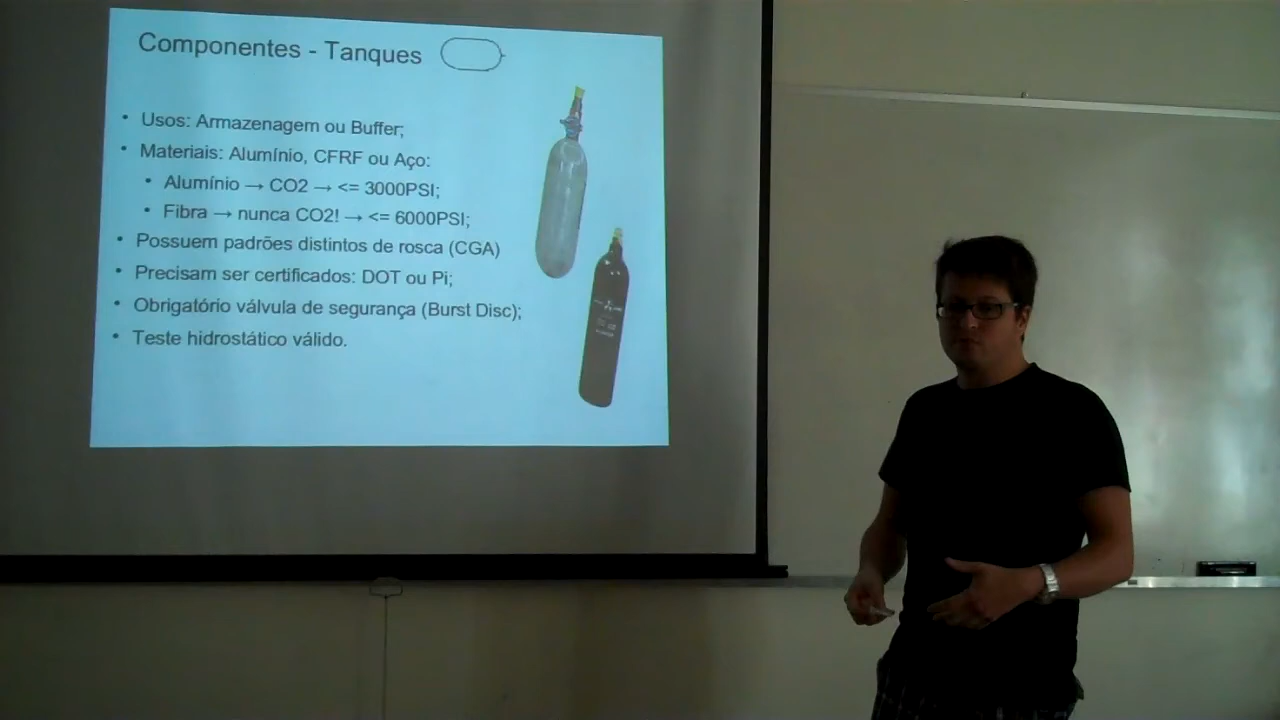 Componentes - Tanques
• Usos: Armazenagem ou Buffer;
• Materiais: Alumínio, CFRF ou Aço:
• Alumínio → CO2 → <= 3000PSI;
• Fibra → nunca CO2! → <= 6000PSI;
• Possuem padrões distintos de rosca (CGA)
• Precisam ser certificados: DOT ou Pi;
• Obrigatório válvula de segurança (Burst Disc);
• Teste hidrostático válido.